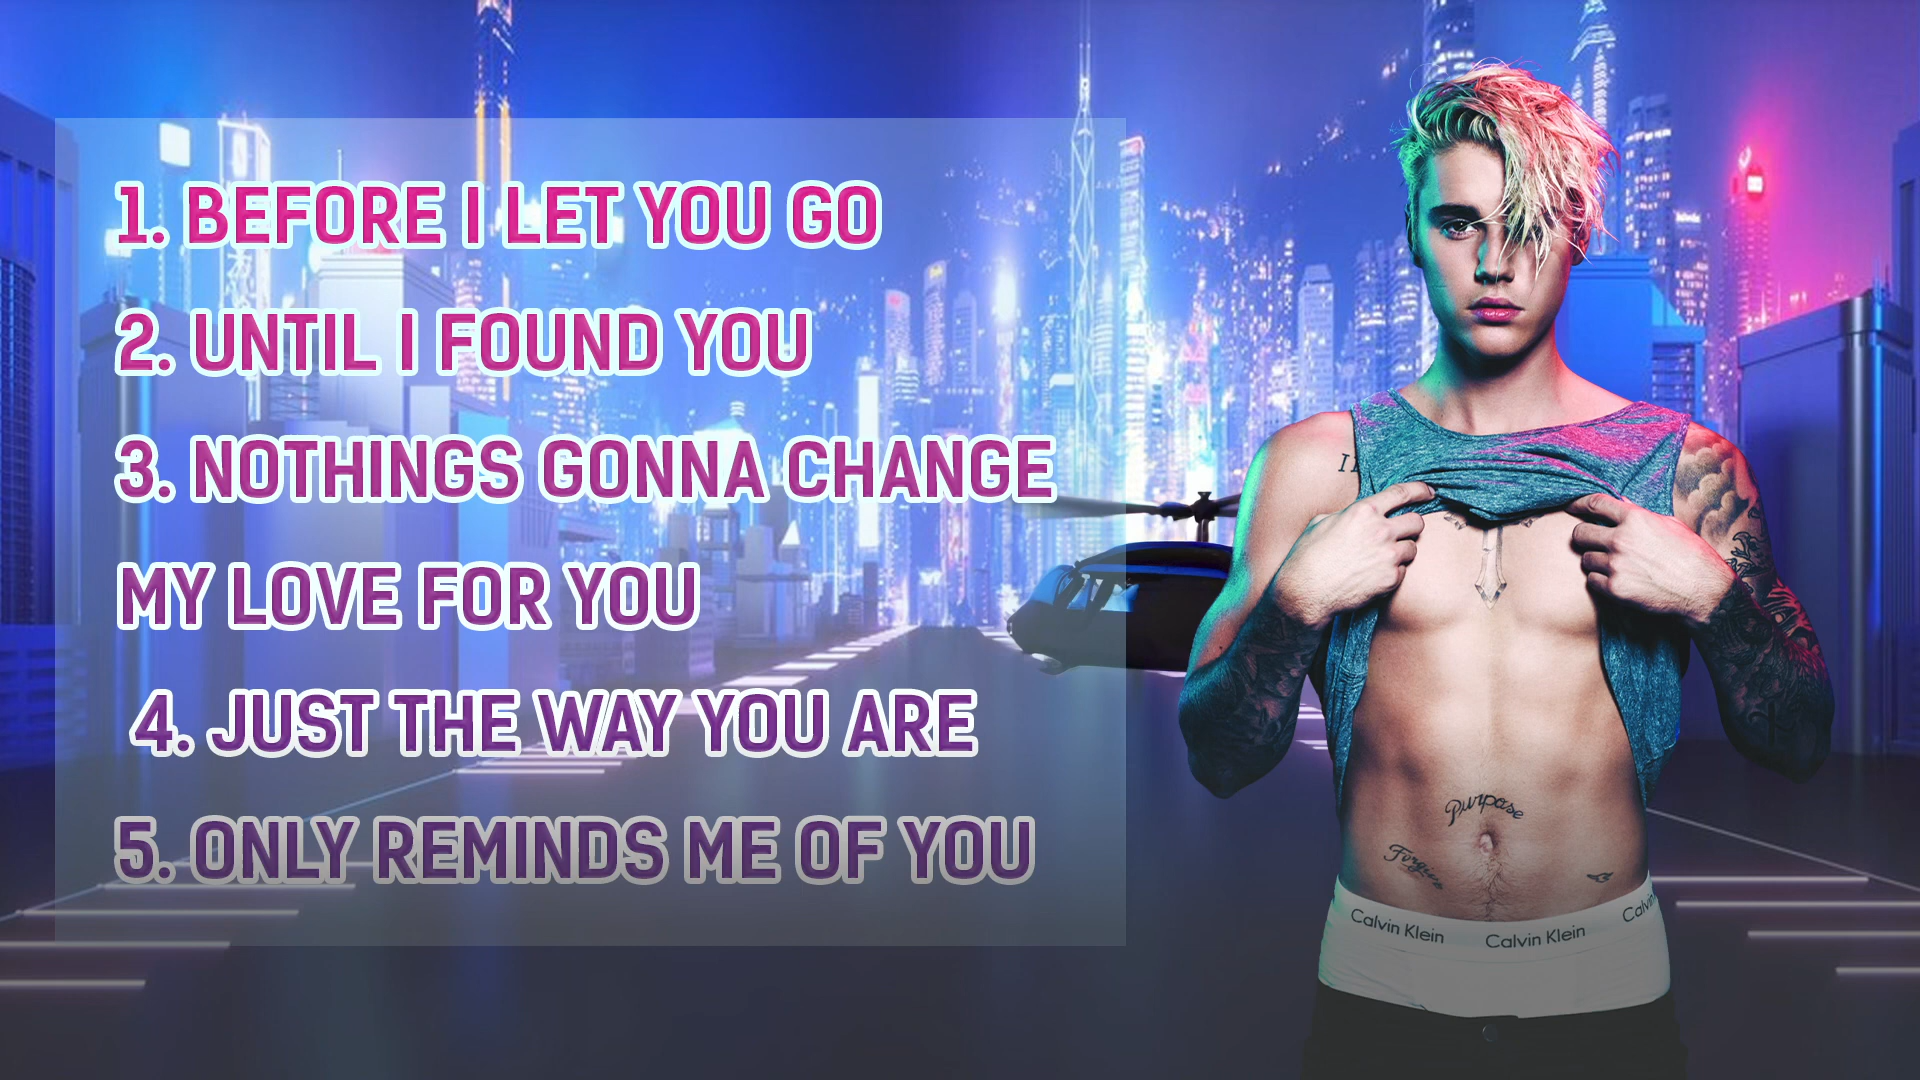 1. BEFORE I LET YOU GO
2. UNTIL I FOUND YOU
3. NOTHINGS GONNA CHANGE
MY LOVE FOR YOU
4. JUST THE WAY YOU ARE
5. ONLY REMINDS ME OF YOU
Purpose
Calvin Klein
Calvin Klein